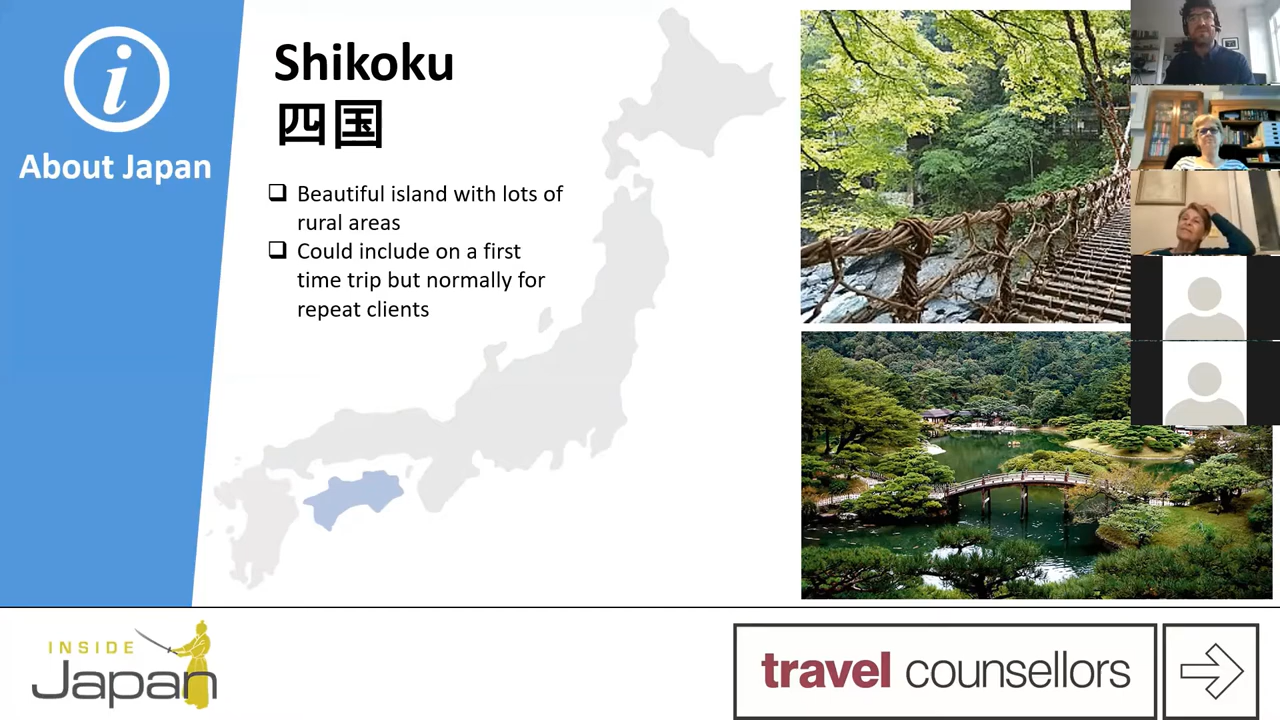 i
About Japan
Shikoku
四国
Beautiful island with lots of
rural areas
Could include on a first
time trip but normally for
repeat clients
INSIDE
Japan
travel counsellors